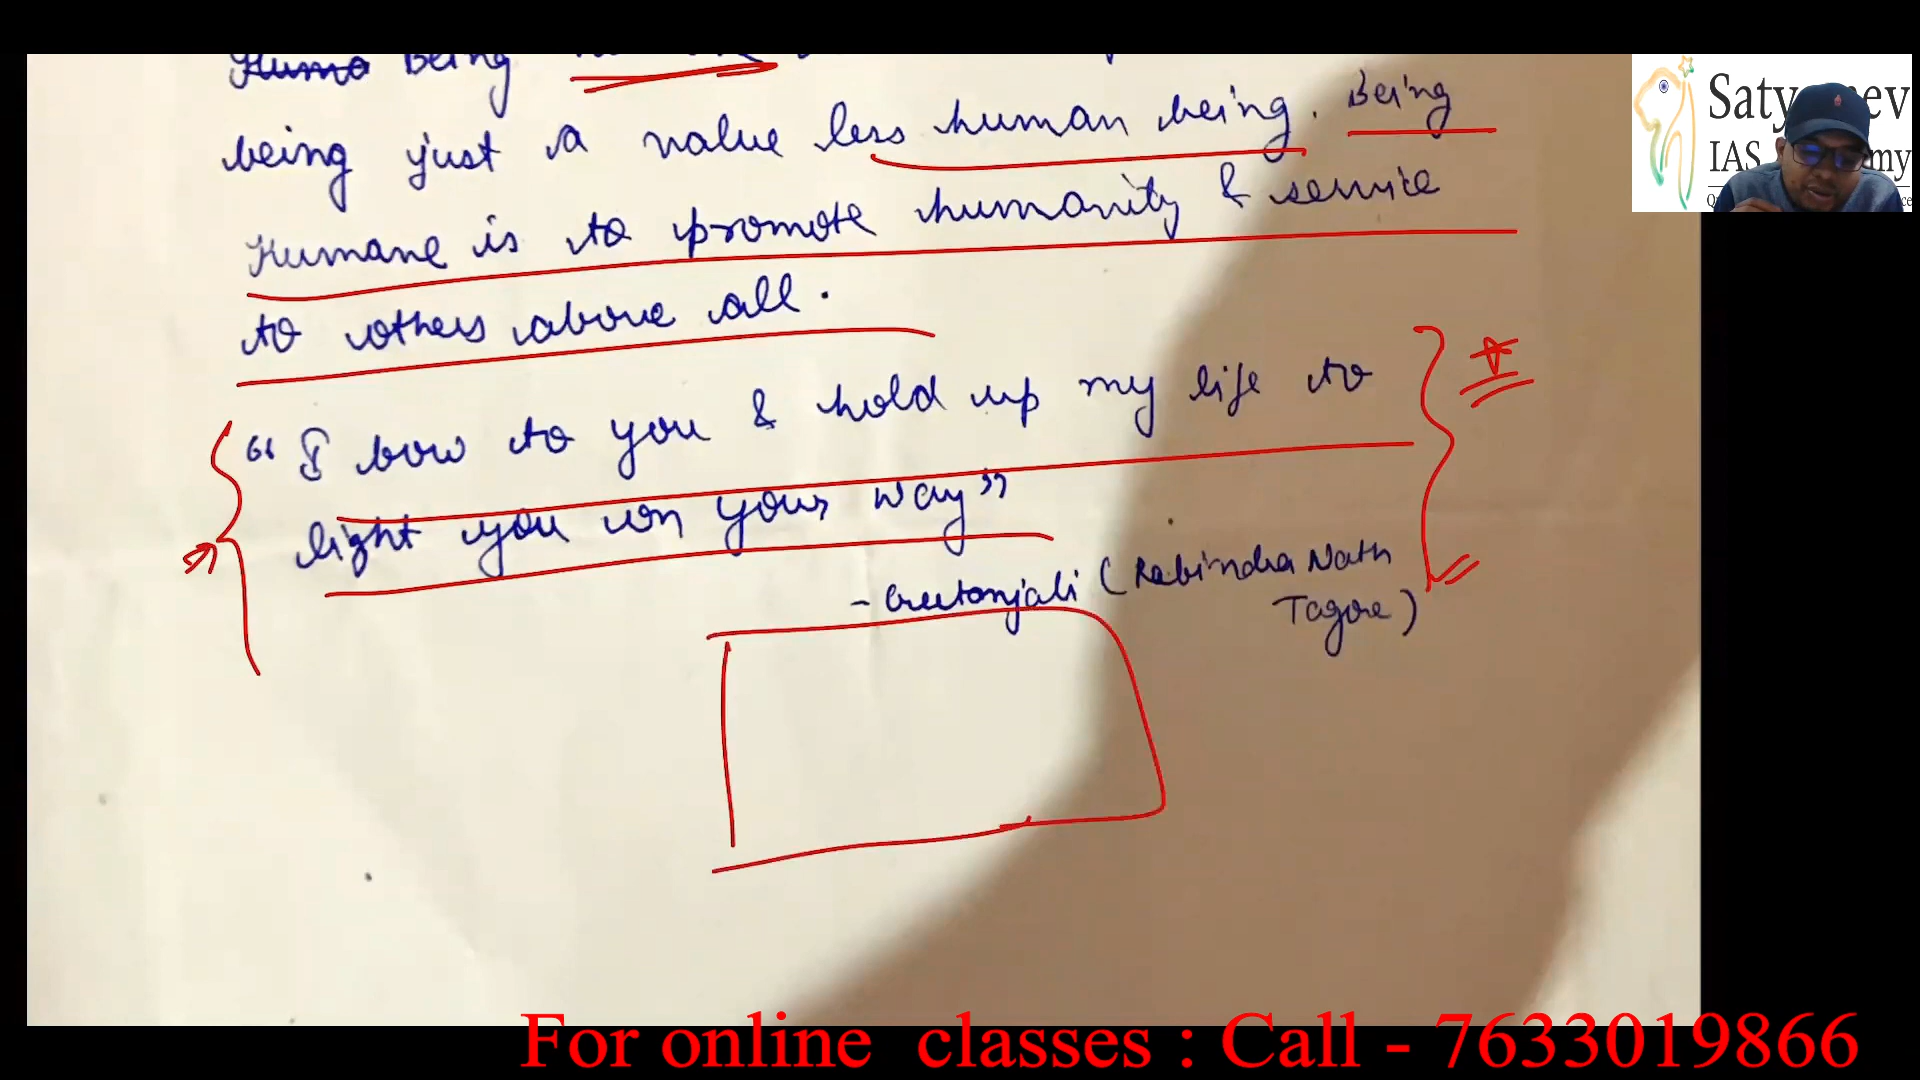 Being
being just a value less human being. Being
Humane is to promote humanity & service
to others above all.
"I bow to you & hold up my life to
light you on your way"
- Geetanjali (Rabindra Nath
Tagore)
IAS
For online classes : Call - 7633019866